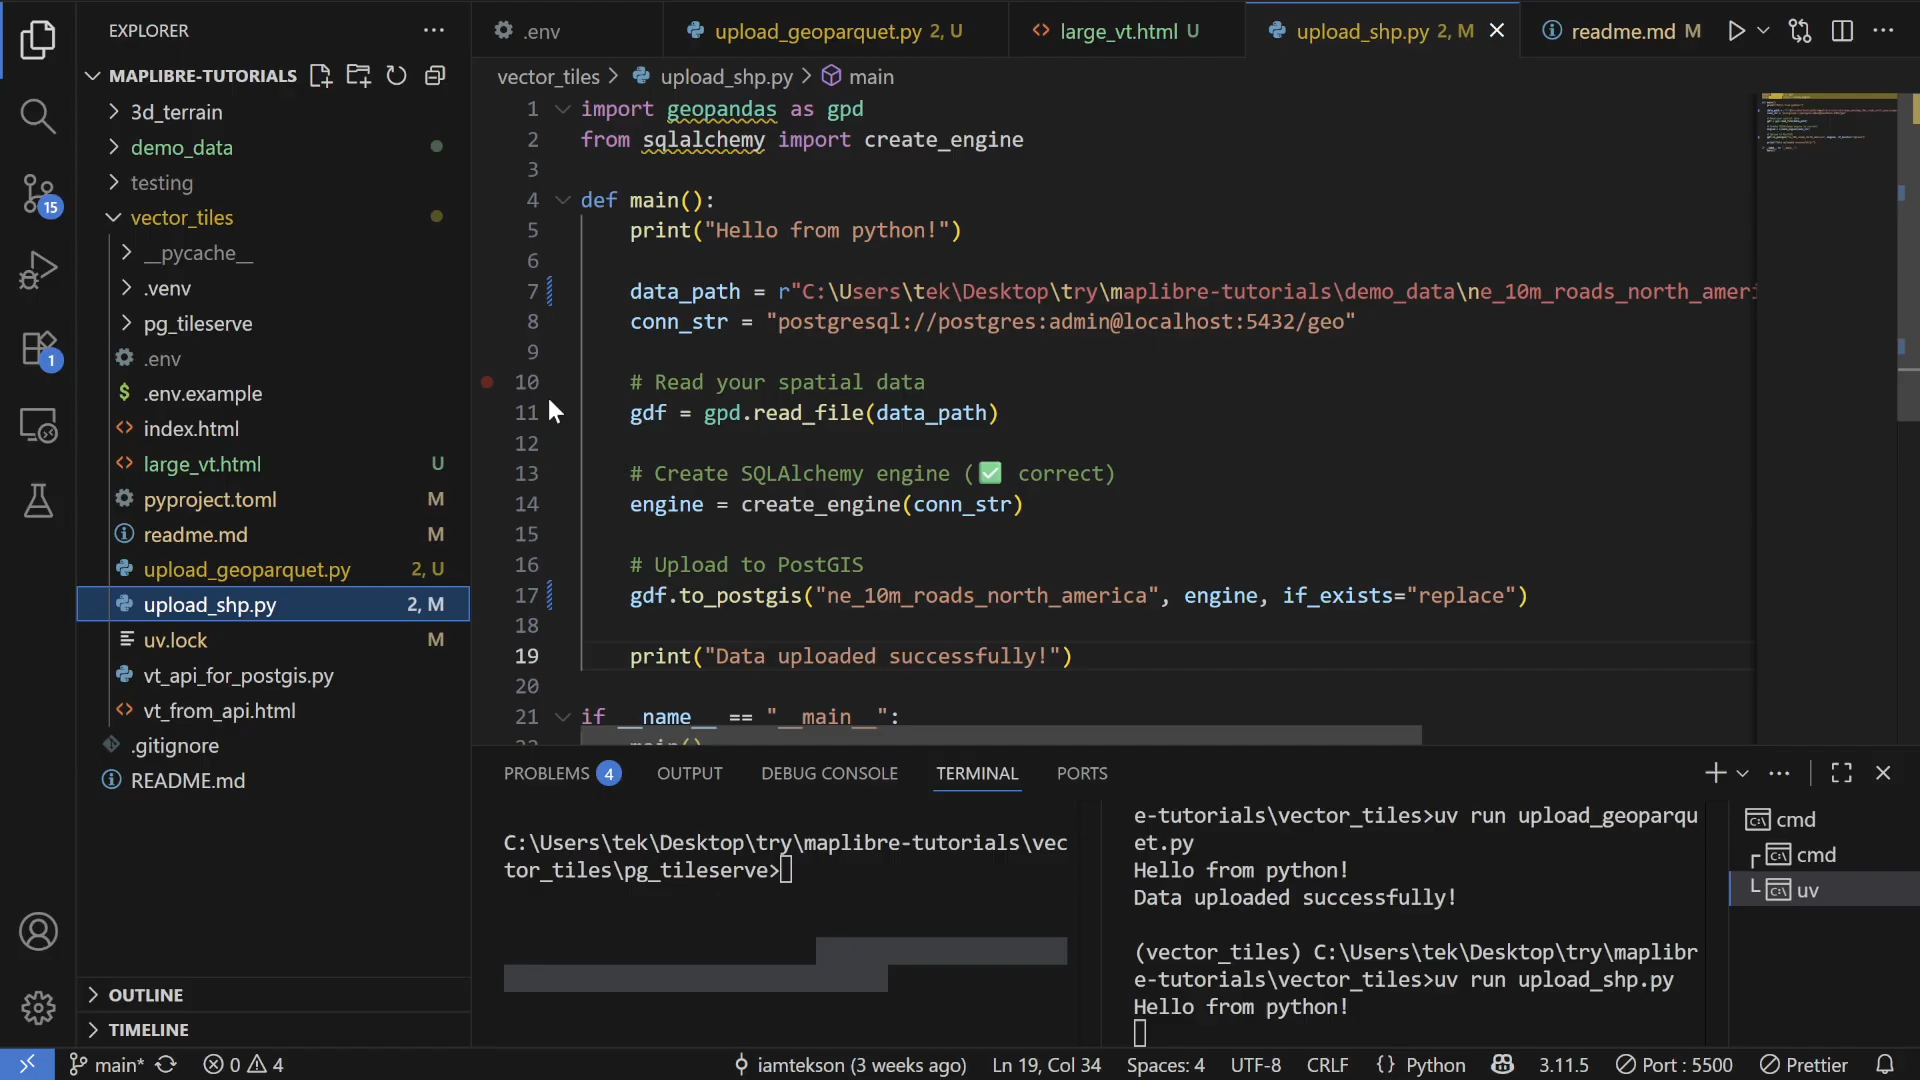 EXPLORER
.env
upload_geoparquet.py 2, U
large_vt.html U
upload_shp.py 2, M
readme.md M
MAPLIBRE-TUTORIALS
3d_terrain
demo_data
testing
vector_tiles
__pycache__
.venv
pg_tileserve
.env
.env.example
index.html
large_vt.html U
pyproject.toml M
readme.md M
upload_geoparquet.py 2, U
upload_shp.py 2, M
uv.lock M
vt_api_for_postgis.py
vt_from_api.html
.gitignore
README.md
OUTLINE
TIMELINE
15
1
vector_tiles > upload_shp.py > main
1 import geopandas as gpd
2 from sqlalchemy import create_engine
3
4 def main():
5 print("Hello from python!")
6
7 data_path = r"C:\Users\tek\Desktop\try\maplibre-tutorials\demo_data\ne_10m_roads_north_ameri
8 conn_str = "postgresql://postgres:admin@localhost:5432/geo"
9
10 # Read your spatial data
11 gdf = gpd.read_file(data_path)
12
13 # Create SQLAlchemy engine (✅ correct)
14 engine = create_engine(conn_str)
15
16 # Upload to PostGIS
17 gdf.to_postgis("ne_10m_roads_north_america", engine, if_exists="replace")
18
19 print("Data uploaded successfully!")
20
21 if __name__ == "__main__":
PROBLEMS 4 OUTPUT DEBUG CONSOLE TERMINAL PORTS
C:\Users\tek\Desktop\try\maplibre-tutorials\vec
tor_tiles\pg_tileserve>
e-tutorials\vector_tiles>uv run upload_geoparqu
et.py
Hello from python!
Data uploaded successfully!
(vector_tiles) C:\Users\tek\Desktop\try\maplibr
e-tutorials\vector_tiles>uv run upload_shp.py
Hello from python!
cmd
cmd
uv
main* 0 4 iamtekson (3 weeks ago) Ln 19, Col 34 Spaces: 4 UTF-8 CRLF {} Python 3.11.5 Port : 5500 Prettier